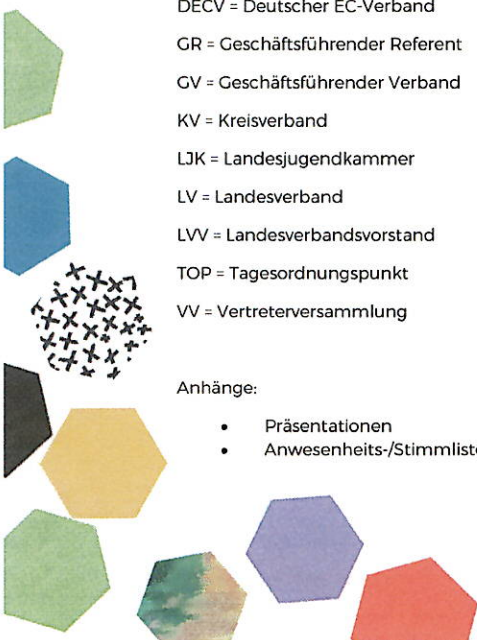 DECV = Deutscher EC-Verband
GR = Geschäftsführender Referent
GV = Geschäftsführender Verband
KV = Kreisverband
LJK = Landesjugendkammer
LV = Landesverband
LVV = Landesverbandsvorstand
TOP = Tagesordnungspunkt
VV = Vertreterversammlung
Anhänge:
• Präsentationen
• Anwesenheits-/Stimmliste